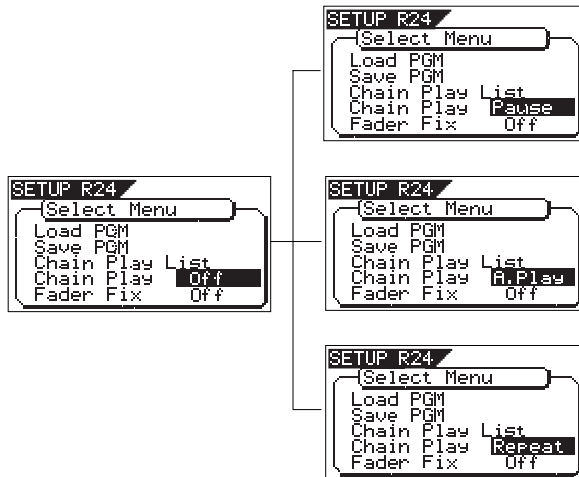 SETUP R24
Select Menu
Load PGM
Save PGM
Chain Play List
Chain Play Off
Fader Fix Off
SETUP R24
Select Menu
Load PGM
Save PGM
Chain Play List
Chain Play Pause
Fader Fix Off
SETUP R24
Select Menu
Load PGM
Save PGM
Chain Play List
Chain Play A.Play
Fader Fix Off
SETUP R24
Select Menu
Load PGM
Save PGM
Chain Play List
Chain Play Repeat
Fader Fix Off